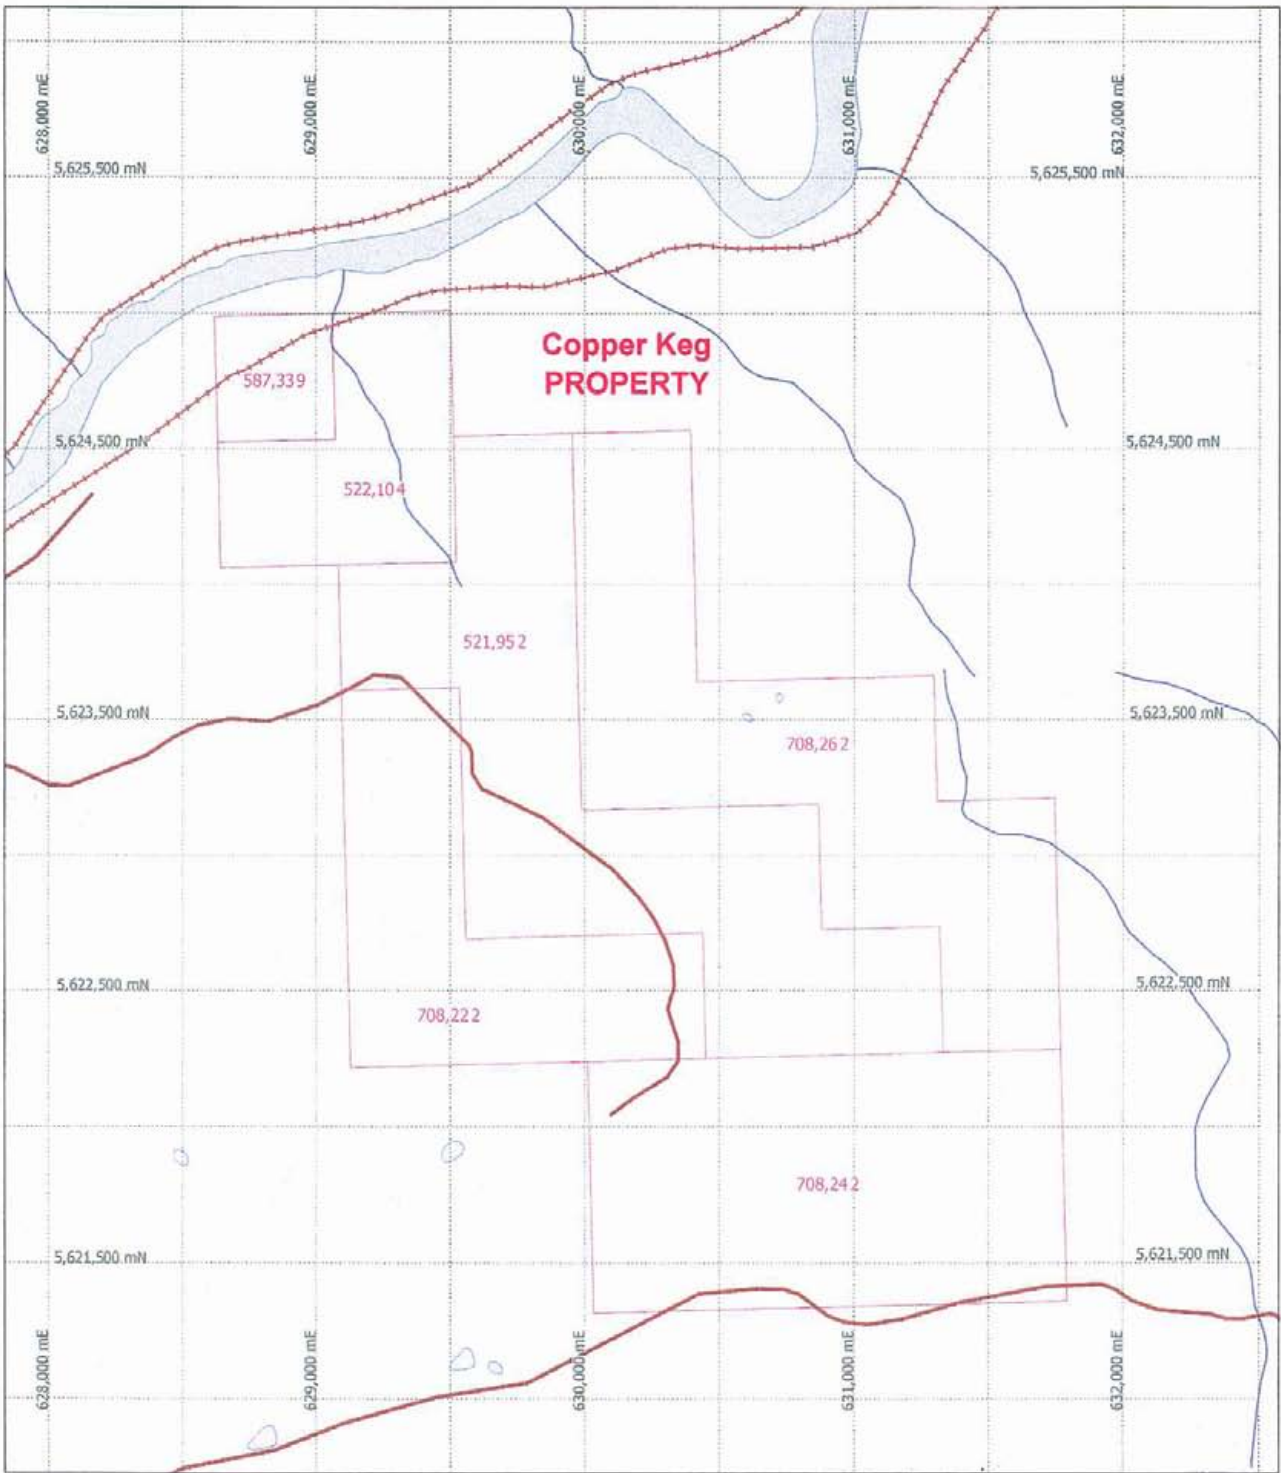 628,000 mE
629,000 mE
630,000 mE
631,000 mE
632,000 mE
5,625,500 mN
5,625,500 mN
Copper Keg
PROPERTY
587,339
5,624,500 mN
5,624,500 mN
522,104
521,952
5,623,500 mN
5,623,500 mN
708,262
5,622,500 mN
5,622,500 mN
708,222
708,242
5,621,500 mN
5,621,500 mN
628,000 mE
629,000 mE
630,000 mE
631,000 mE
632,000 mE